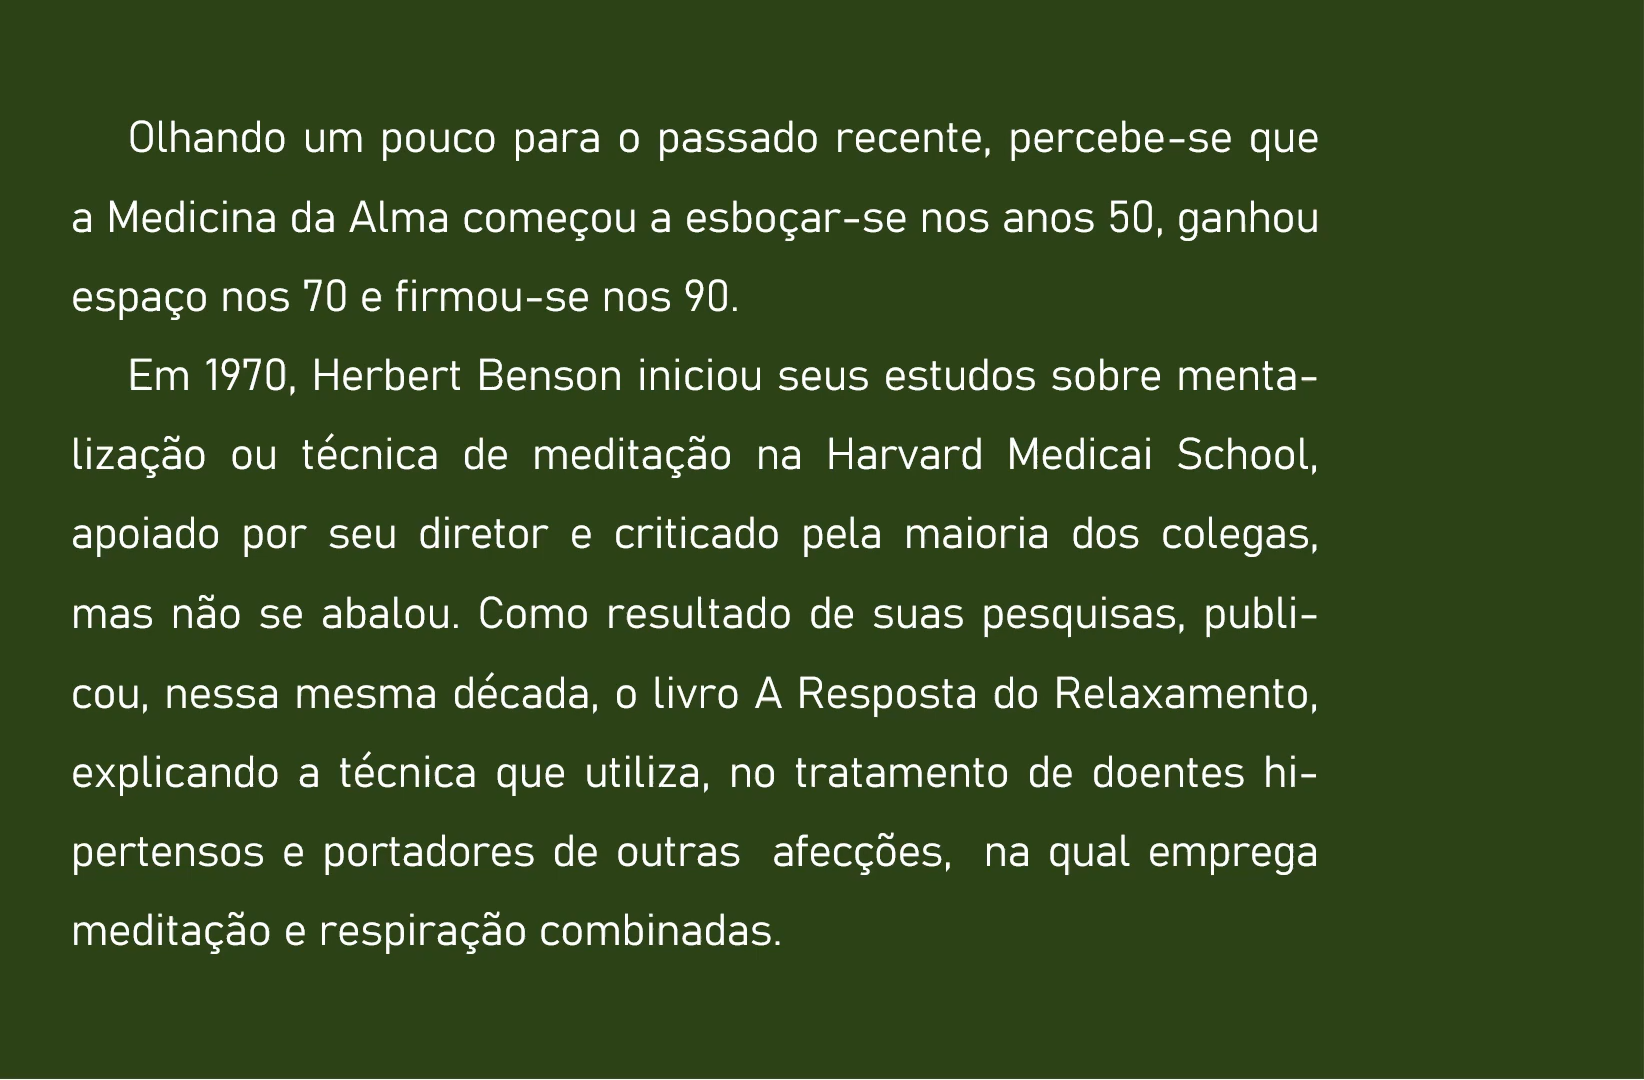 Olhando um pouco para o passado recente, percebe-se que
a Medicina da Alma começou a esboçar-se nos anos 50, ganhou
espaço nos 70 e firmou-se nos 90.
Em 1970, Herbert Benson iniciou seus estudos sobre menta-
lização ou técnica de meditação na Harvard Medicai School,
apoiado por seu diretor e criticado pela maioria dos colegas,
mas não se abalou. Como resultado de suas pesquisas, publi-
cou, nessa mesma década, o livro A Resposta do Relaxamento,
explicando a técnica que utiliza, no tratamento de doentes hi-
pertensos e portadores de outras afecções, na qual emprega
meditação e respiração combinadas.